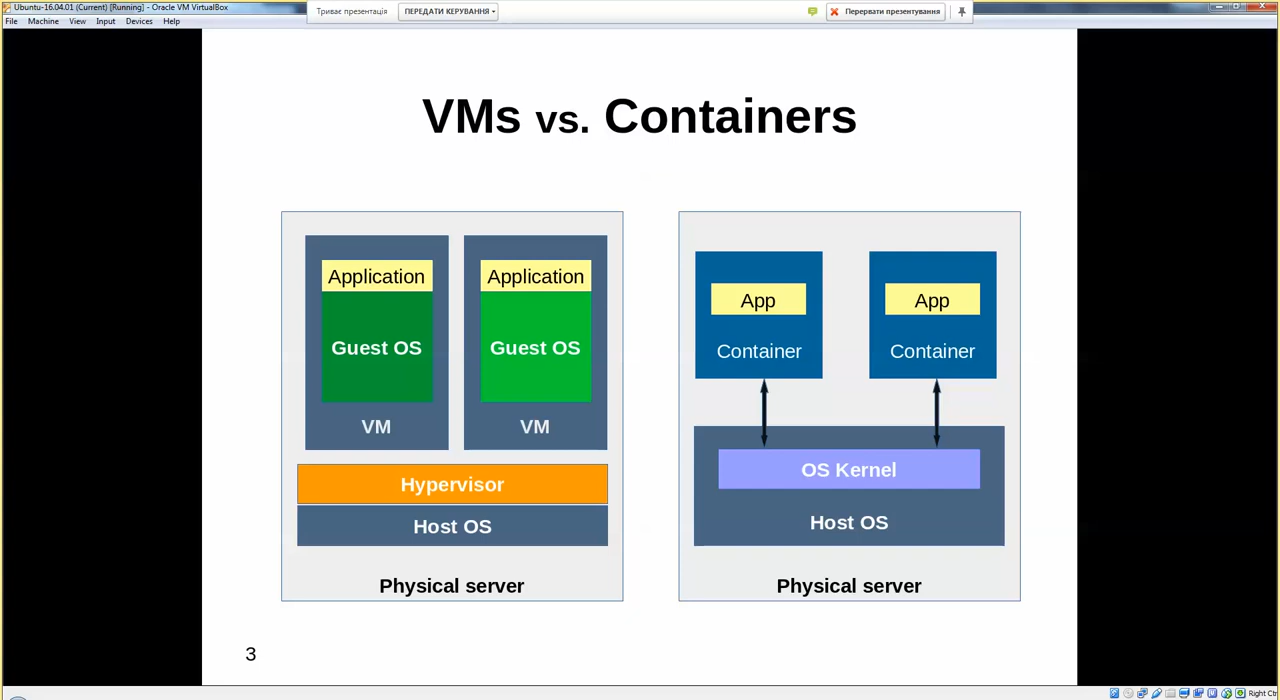 Ubuntu-16.04.01 (Current) [Running] - Oracle VM VirtualBox
Триває презентація
ПЕРЕДАТИ КЕРУВАННЯ
Перервати презентування
File Machine View Input Devices Help
VMs vs. Containers
Application
Guest OS
VM
Application
Guest OS
VM
Hypervisor
Host OS
Physical server
App
Container
App
Container
OS Kernel
Host OS
Physical server
3
Right Ctr